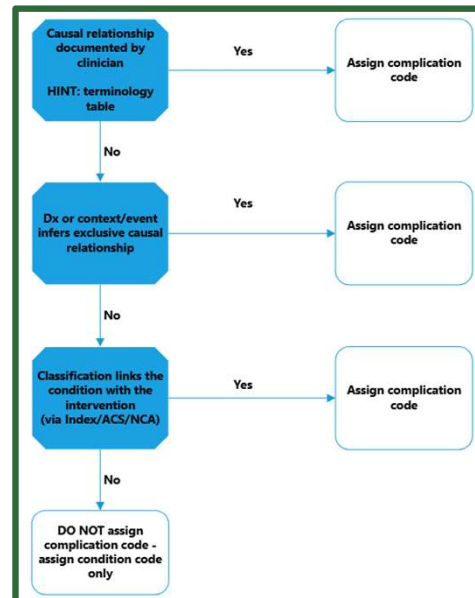 Causal relationship
documented by
clinician
HINT: terminology
table
Yes
Assign complication
code
No
Dx or context/event
infers exclusive causal
relationship
Yes
Assign complication
code
No
Classification links the
condition with the
intervention
(via Index/ACS/NCA)
Yes
Assign complication
code
No
DO NOT assign
complication code -
assign condition code
only